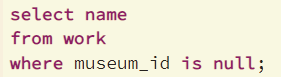 select name
from work
where museum_id is null;